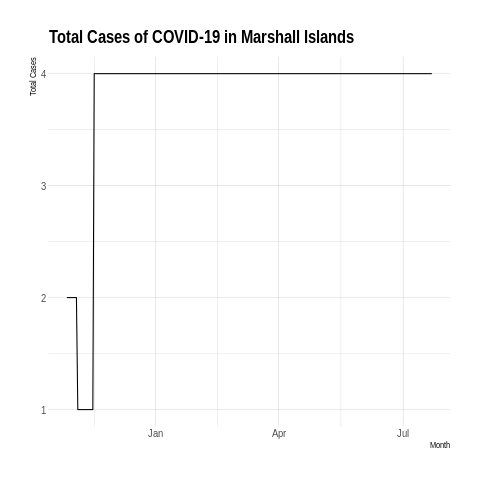 Total Cases of COVID-19 in Marshall Islands
Total Cases
4
3
2
1
Jan Apr Jul
Month